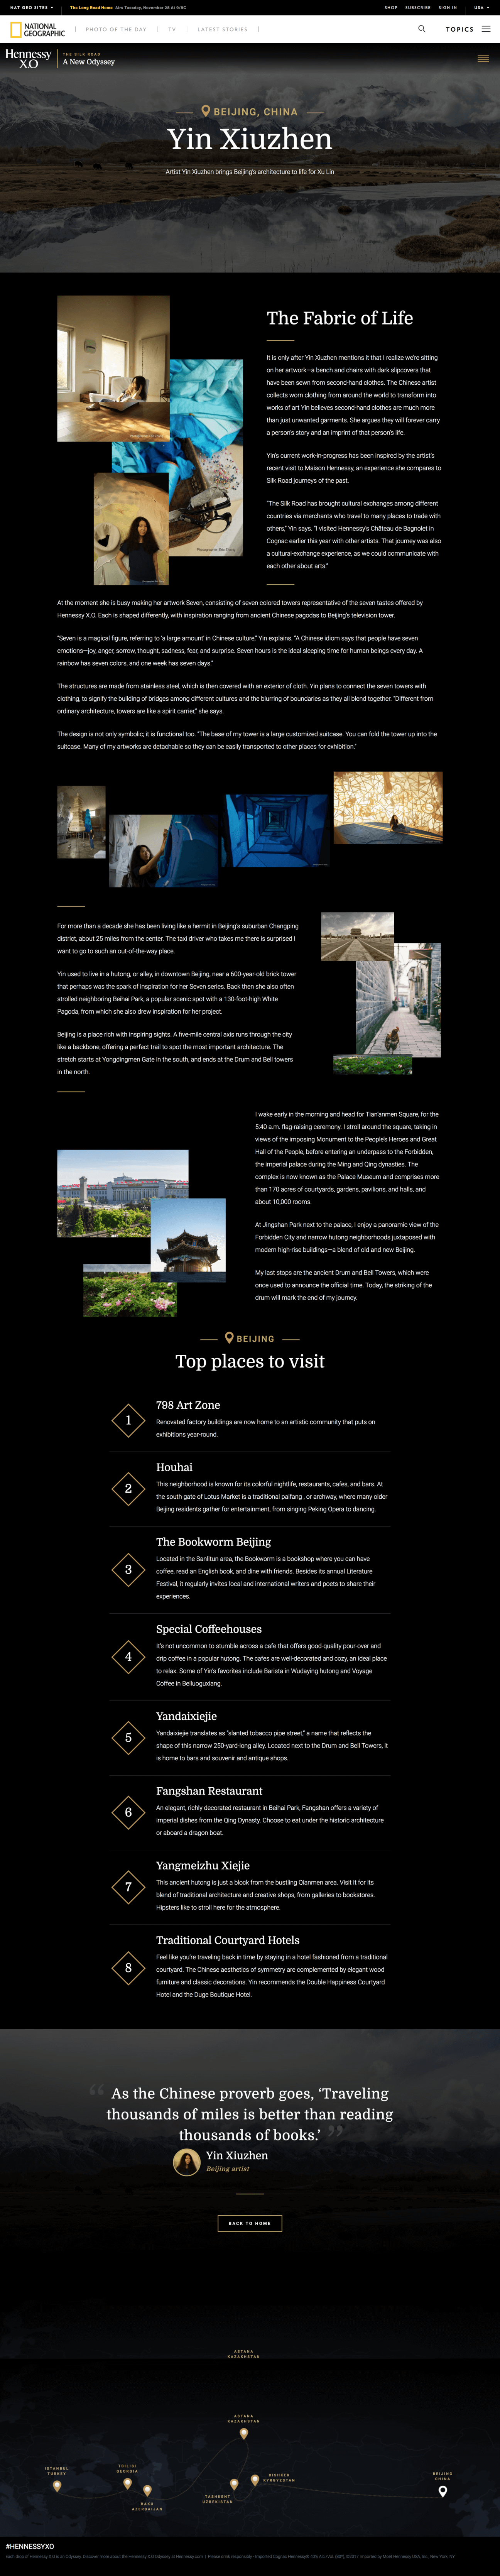 NAT GEO SITES
The Long Road Home Airs Tuesday, November 28 At 9/8C
SHOP SUBSCRIBE SIGN IN USA
NATIONAL
GEOGRAPHIC
PHOTO OF THE DAY
TV
LATEST STORIES
TOPICS
Hennessy
X.O
THE SILK ROAD
A New Odyssey
BEIJING, CHINA
Yin Xiuzhen
Artist Yin Xiuzhen brings Beijing's architecture to life for Xu Lin
The Fabric of Life
It is only after Yin Xiuzhen mentions it that I realize we're sitting
on her artwork—a bench and chairs with dark slipcovers that
have been sewn from second-hand clothes. The Chinese artist
collects worn clothing from around the world to transform into
works of art Yin believes second-hand clothes are much more
than just unwanted garments. She argues they will forever carry
a person's story and an imprint of that person's life.
Yin's current work-in-progress has been inspired by the artist's
recent visit to Maison Hennessy, an experience she compares to
Silk Road journeys of the past.
"The Silk Road has brought cultural exchanges among different
countries via merchants who travel to many places to trade with
others," Yin says. "I visited Hennessy's Château de Bagnolet in
Cognac earlier this year with other artists. That journey was also
a cultural-exchange experience, as we could communicate with
each other about arts."
At the moment she is busy making her artwork Seven, consisting of seven colored towers representative of the seven tastes offered by
Hennessy X.O. Each is shaped differently, with inspiration ranging from ancient Chinese pagodas to Beijing's television tower.
"Seven is a magical figure, referring to 'a large amount' in Chinese culture," Yin explains. "A Chinese idiom says that people have seven
emotions—joy, anger, sorrow, thought, sadness, fear, and surprise. Seven hours is the ideal sleeping time for human beings every day. A
rainbow has seven colors, and one week has seven days."
The structures are made from stainless steel, which is then covered with an exterior of cloth. Yin plans to connect the seven towers with
clothing, to signify the building of bridges among different cultures and the blurring of boundaries as they all blend together. "Different from
ordinary architecture, towers are like a spirit carrier," she says.
The design is not only symbolic; it is functional too. "The base of my tower is a large customized suitcase. You can fold the tower up into the
suitcase. Many of my artworks are detachable so they can be easily transported to other places for exhibition."
For more than a decade she has been living like a hermit in Beijing's suburban Changping
district, about 25 miles from the center. The taxi driver who takes me there is surprised I
want to go to such an out-of-the-way place.
Yin used to live in a hutong, or alley, in downtown Beijing, near a 600-year-old brick tower
that perhaps was the spark of inspiration for her Seven series. Back then she also often
strolled neighboring Beihai Park, a popular scenic spot with a 130-foot-high White
Pagoda, from which she also drew inspiration for her project.
Beijing is a place rich with inspiring sights. A five-mile central axis runs through the city
like a backbone, offering a perfect trail to spot the most important architecture. The
stretch starts at Yongdingmen Gate in the south, and ends at the Drum and Bell towers
in the north.
I wake early in the morning and head for Tian'anmen Square, for the
5:40 a.m. flag-raising ceremony. I stroll around the square, taking in
views of the imposing Monument to the People's Heroes and Great
Hall of the People, before entering an underpass to the Forbidden,
the imperial palace during the Ming and Qing dynasties. The
complex is now known as the Palace Museum and comprises more
than 170 acres of courtyards, gardens, pavilions, and halls, and
about 10,000 rooms.
At Jingshan Park next to the palace, I enjoy a panoramic view of the
Forbidden City and narrow hutong neighborhoods juxtaposed with
modern high-rise buildings—a blend of old and new Beijing.
My last stops are the ancient Drum and Bell Towers, which were
once used to announce the official time. Today, the striking of the
drum will mark the end of my journey.
BEIJING
Top places to visit
1
798 Art Zone
Renovated factory buildings are now home to an artistic community that puts on
exhibitions year-round.
2
Houhai
This neighborhood is known for its colorful nightlife, restaurants, cafes, and bars. At
the south gate of Lotus Market is a traditional paifang , or archway, where many older
Beijing residents gather for entertainment, from singing Peking Opera to dancing.
3
The Bookworm Beijing
Located in the Sanlitun area, the Bookworm is a bookshop where you can have
coffee, read an English book, and dine with friends. Besides its annual Literature
Festival, it regularly invites local and international writers and poets to share their
experiences.
4
Special Coffeehouses
It's not uncommon to stumble across a cafe that offers good-quality pour-over and
drip coffee in a popular hutong. The cafes are well-decorated and cozy, an ideal place
to relax. Some of Yin's favorites include Barista in Wudaying hutong and Voyage
Coffee in Beiluoguxiang.
5
Yandaixiejie
Yandaixiejie translates as "slanted tobacco pipe street," a name that reflects the
shape of this narrow 250-yard-long alley. Located next to the Drum and Bell Towers, it
is home to bars and souvenir and antique shops.
6
Fangshan Restaurant
An elegant, richly decorated restaurant in Beihai Park, Fangshan offers a variety of
imperial dishes from the Qing Dynasty. Choose to eat under the historic architecture
or aboard a dragon boat.
7
Yangmeizhu Xiejie
This ancient hutong is just a block from the bustling Qianmen area. Visit it for its
blend of traditional architecture and creative shops, from galleries to bookstores.
Hipsters like to stroll here for the atmosphere.
8
Traditional Courtyard Hotels
Feel like you're traveling back in time by staying in a hotel fashioned from a traditional
courtyard. The Chinese aesthetics of symmetry are complemented by elegant wood
furniture and classic decorations. Yin recommends the Double Happiness Courtyard
Hotel and the Duge Boutique Hotel.
“ As the Chinese proverb goes, ‘Traveling
thousands of miles is better than reading
thousands of books.’ ”
Yin Xiuzhen
Beijing artist
BACK TO HOME
ASTANA
KAZAKHSTAN
ASTANA
KAZAKHSTAN
ISTANBUL
TURKEY
TBILISI
GEORGIA
BAKU
AZERBAIJAN
TASHKENT
UZBEKISTAN
BISHKEK
KYRGYZSTAN
BEIJING
CHINA
#HENNESSYXO